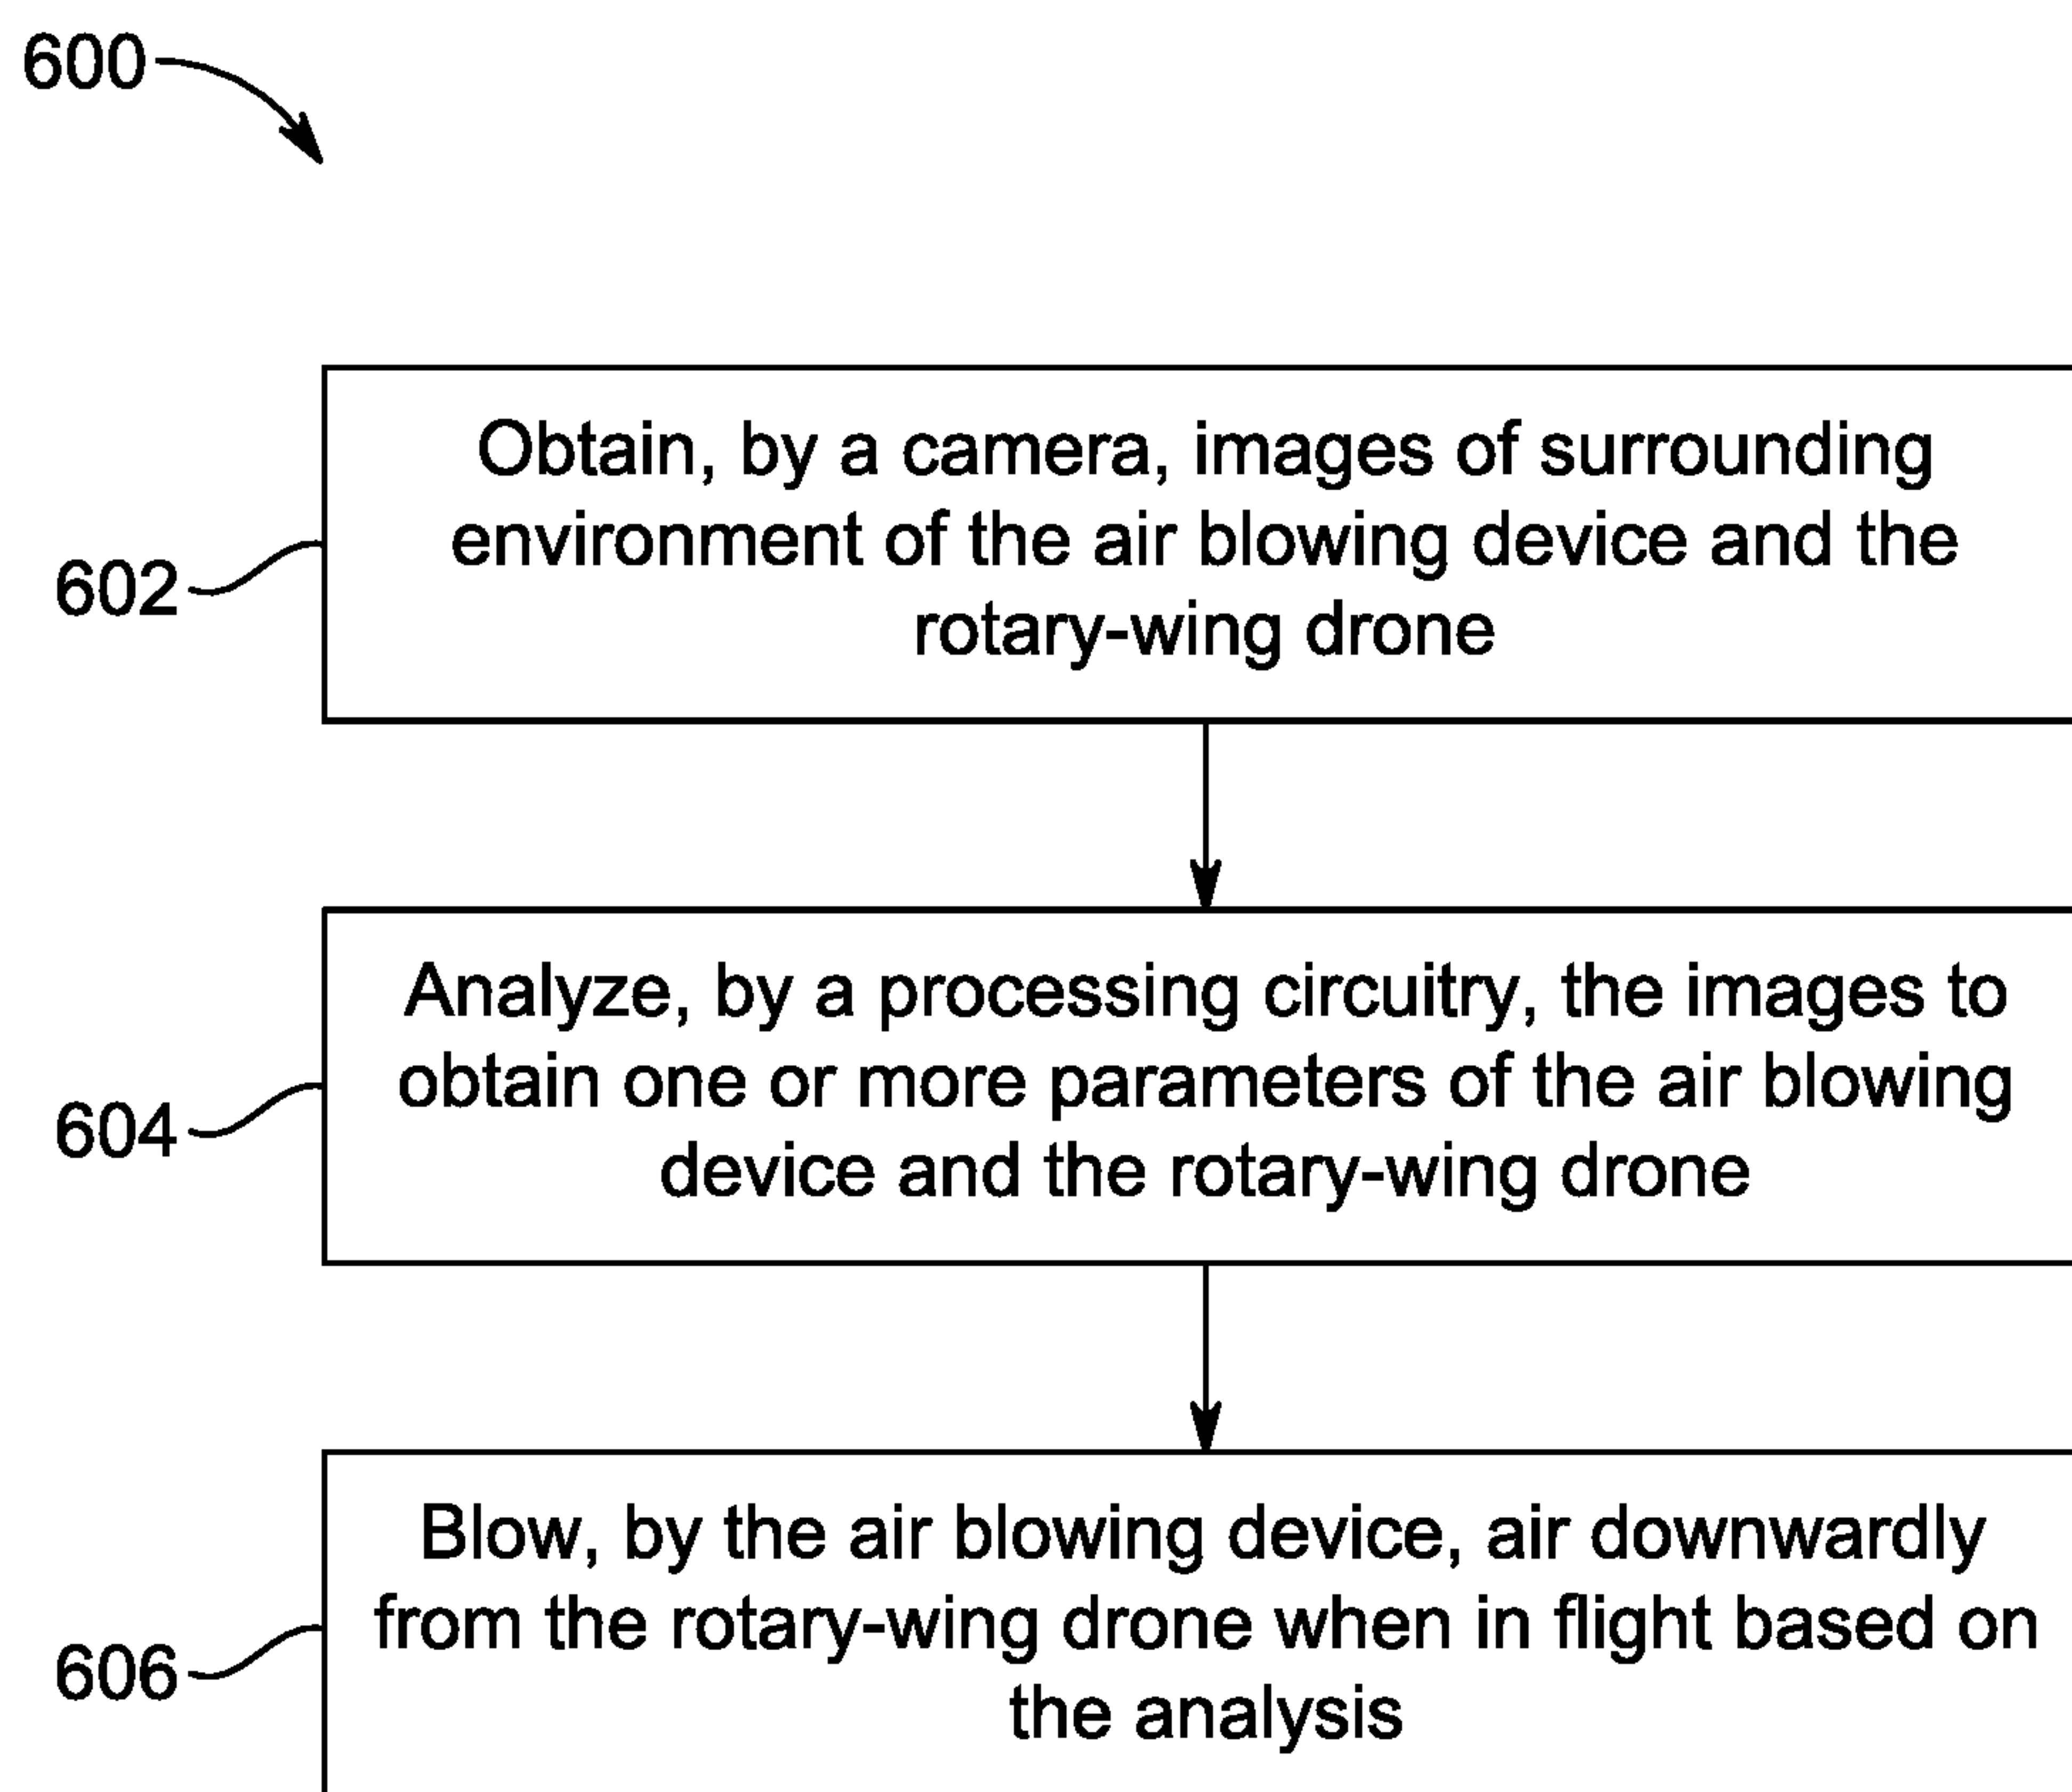 600
Obtain, by a camera, images of surrounding
environment of the air blowing device and the
rotary-wing drone
602
Analyze, by a processing circuitry, the images to
obtain one or more parameters of the air blowing
device and the rotary-wing drone
604
Blow, by the air blowing device, air downwardly
from the rotary-wing drone when in flight based on
the analysis
606